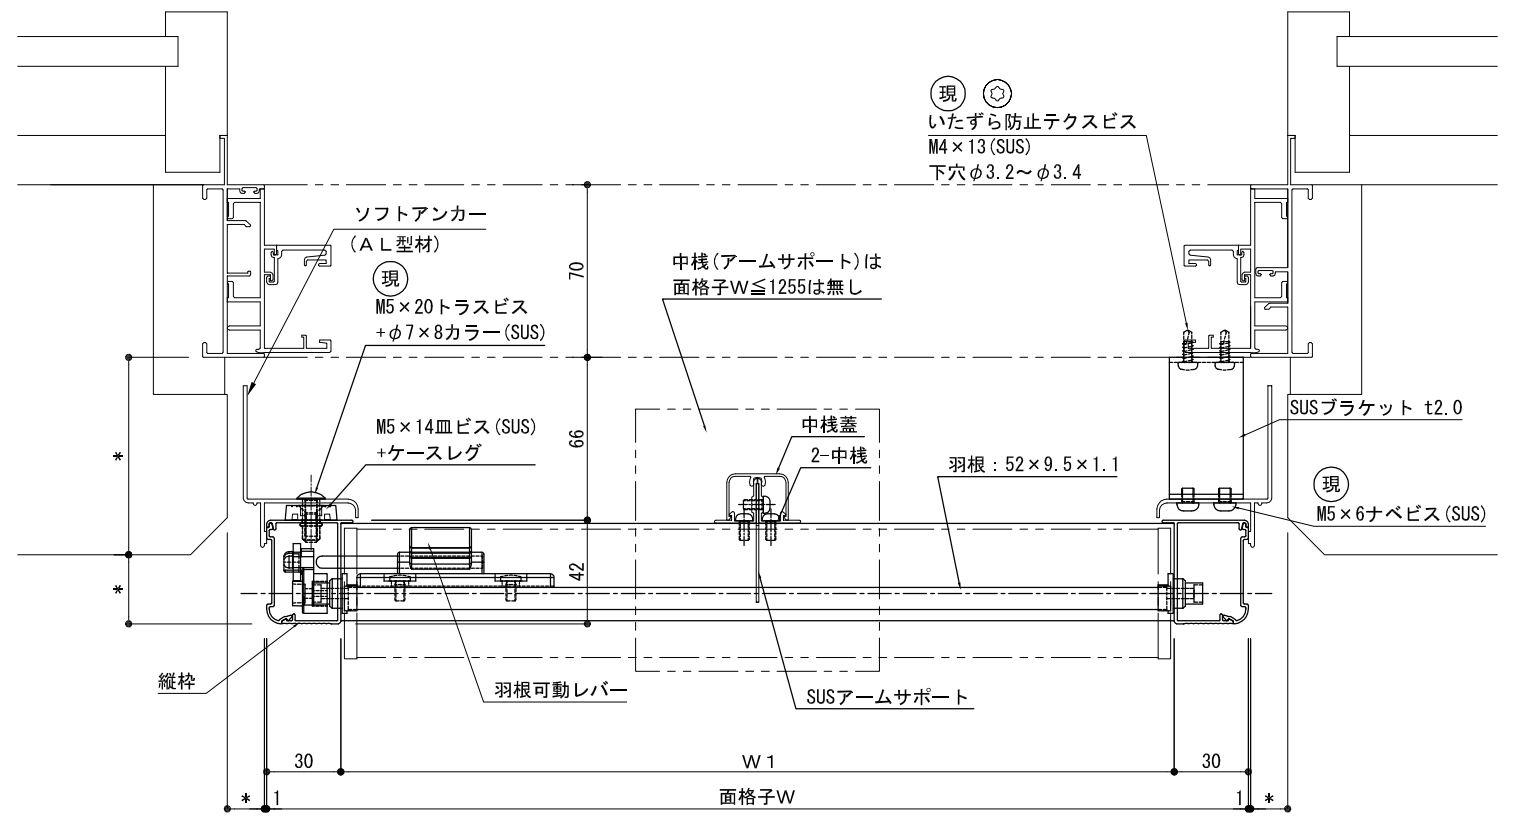 現
いたずら防止テクスビス
M4×13(SUS)
下穴φ3.2～φ3.4
ソフトアンカー
(ＡＬ型材)
現
M5×20トラスビス
+φ7×8カラー(SUS)
70
中桟(アームサポート)は
面格子W≦1255は無し
M5×14皿ビス(SUS)
+ケースレグ
66
中桟蓋
2-中桟
羽根：52×9.5×1.1
SUSブラケット t2.0
現
M5×6ナベビス(SUS)
*
*
42
縦枠
羽根可動レバー
SUSアームサポート
30
W1
30
*
1
面格子W
1
*